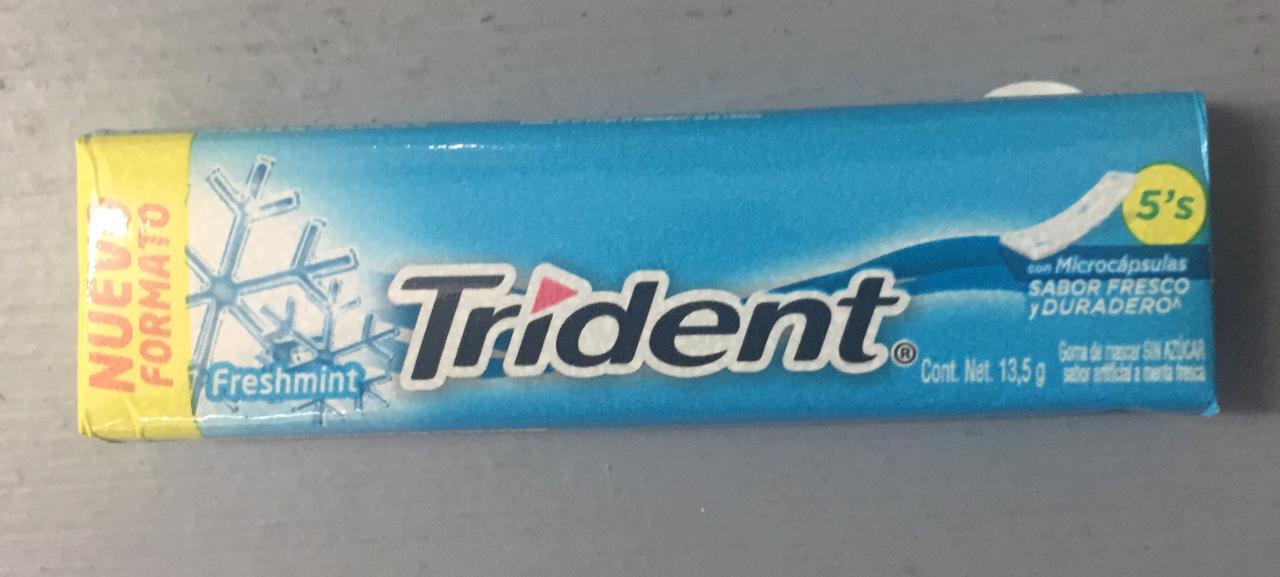 NUEVO
FORMATO
Freshmint
Trident®
5's
con Microcápsulas
SABOR FRESCO
y DURADERO^
Cont. Net. 13,5 g
Goma de mascar SIN AZÚCAR
sabor artificial a menta fresca